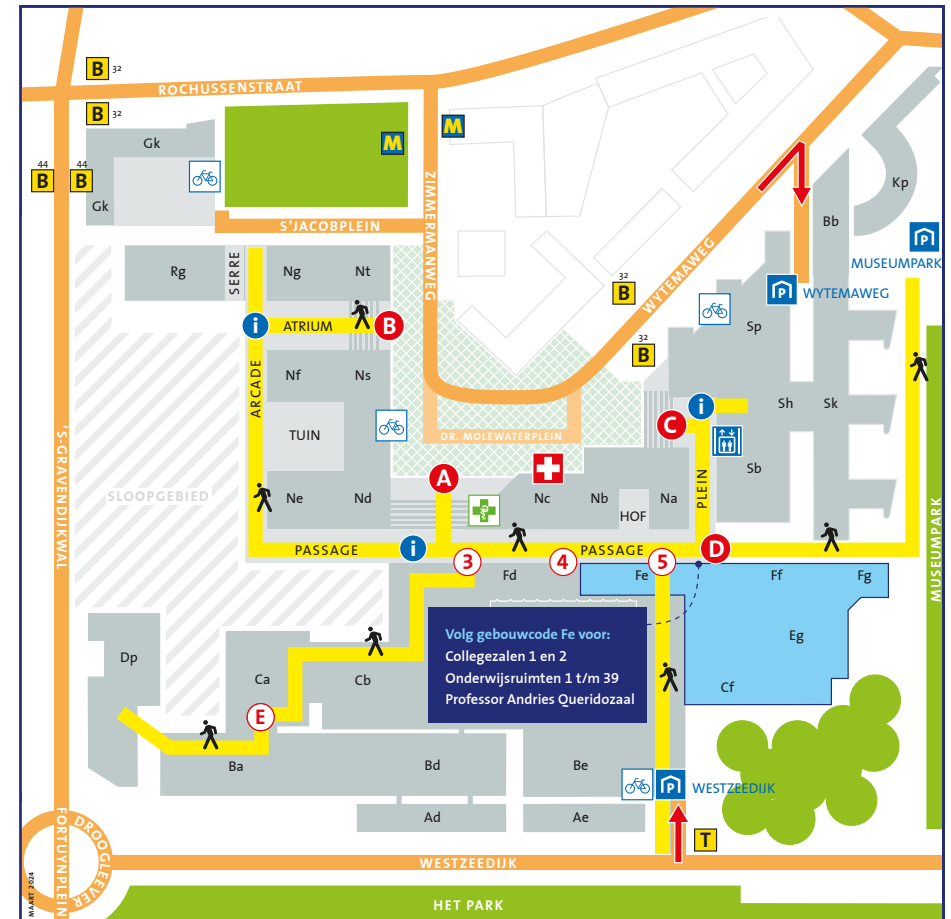 B 32
ROCHUSSENSTRAAT
B 32
M
M
Gk
44
B
44
B
Gk
ZIMMERMANWEG
S'JACOBPLEIN
Kp
Bb
P
MUSEUMPARK
Rg
SERRE
Ng
Nt
WYTEMAWEG
32
B
P
WYTEMAWEG
i
ATRIUM
B
Sp
32
B
ARCADE
Nf
Ns
'S-GRAVENDIJKWAL
TUIN
C
i
Sh
Sk
DR. MOLEWATERPLEIN
SLOOPGEBIED
A
Ne
Nd
Nc
Nb
HOF
Na
PLEIN
Sb
PASSAGE
i
PASSAGE
D
3
4
5
MUSEUMPARK
Fd
Fe
Ff
Fg
Volg gebouwcode Fe voor:
Collegezalen 1 en 2
Onderwijsruimten 1 t/m 39
Professor Andries Queridozaal
Eg
Dp
Ca
Cb
Cf
E
Ba
Bd
Be
P
WESTZEEDIJK
Ad
Ae
T
DROOGLEEVER
FORTUYNPLEIN
WESTZEEDIJK
MAART 2024
HET PARK